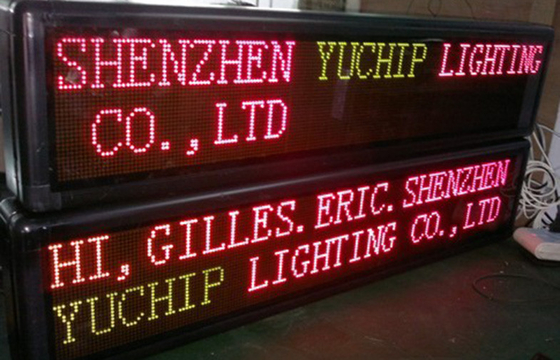 SHENZHEN YUCHIP LIGHTING
CO.,LTD
HI,GILLES.ERIC.SHENZHEN
YUCHIP LIGHTING CO.,LTD